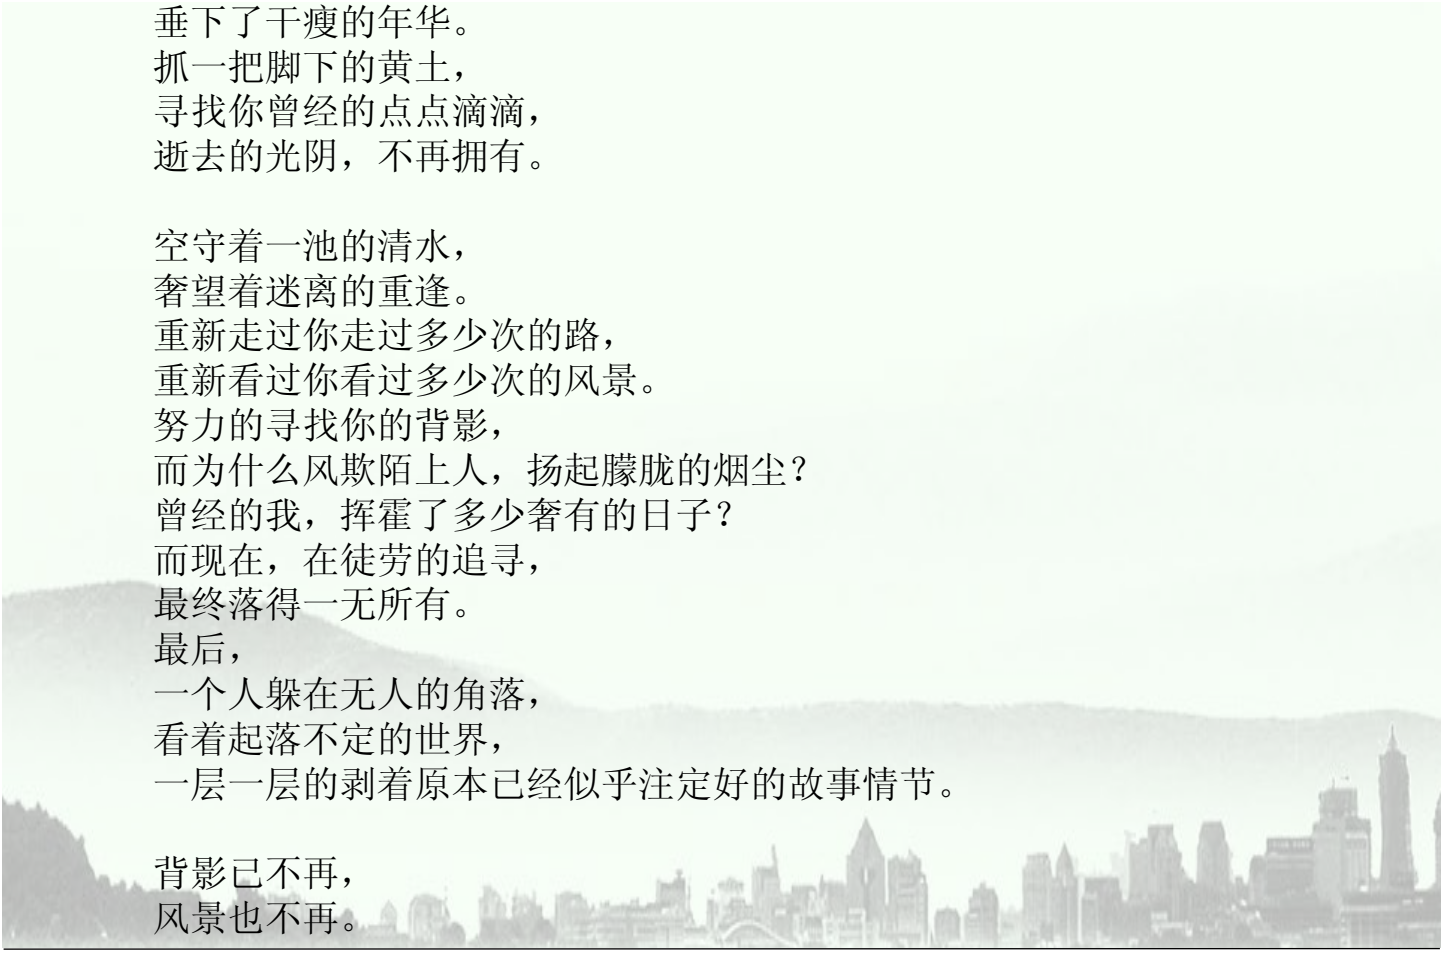 垂下了干瘦的年华。
抓一把脚下的黄土，
寻找你曾经的点点滴滴，
逝去的光阴，不再拥有。
空守着一池的清水，
奢望着迷离的重逢。
重新走过你走过多少次的路，
重新看过你看过多少次的风景。
努力的寻找你的背影，
而为什么风欺陌上人，扬起朦胧的烟尘？
曾经的我，挥霍了多少奢有的日子？
而现在，在徒劳的追寻，
最终落得一无所有。
最后，
一个人躲在无人的角落，
看着起落不定的世界，
一层一层的剥着原本已经似乎注定好的故事情节。
背影已不再，
风景也不再。